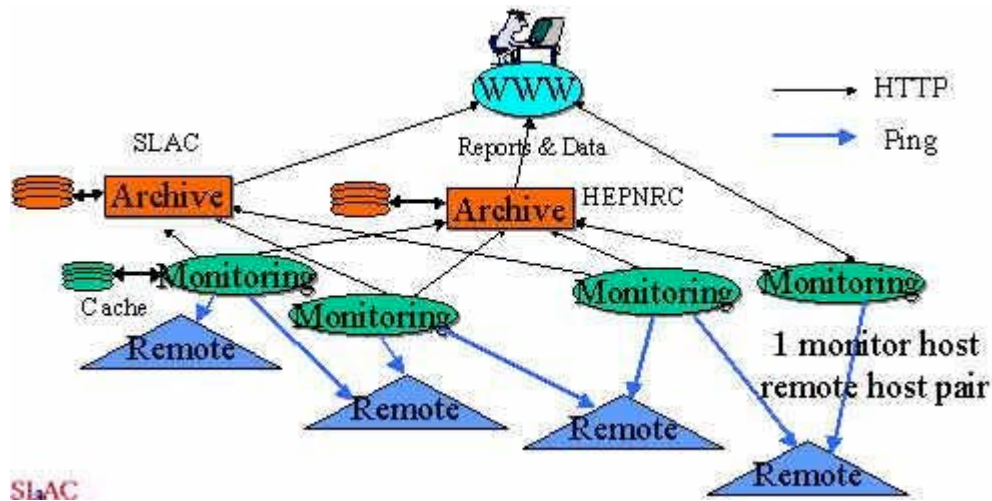 WWW
HTTP
Ping
Reports & Data
SLAC
Archive
HEPNRC
Archive
Monitoring
Cache
Monitoring
Monitoring
Monitoring
Remote
Remote
Remote
Remote
1 monitor host
remote host pair
SLAC